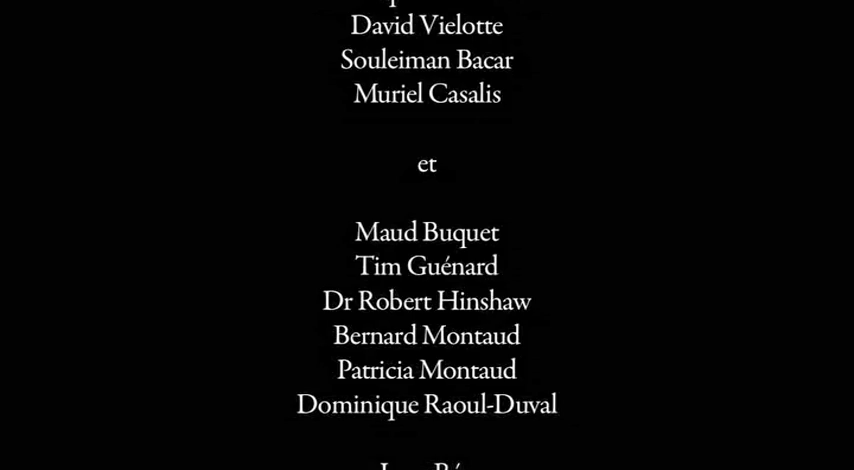 David Vielotte
Souleiman Bacar
Muriel Casalis
et
Maud Buquet
Tim Guénard
Dr Robert Hinshaw
Bernard Montaud
Patricia Montaud
Dominique Raoul-Duval